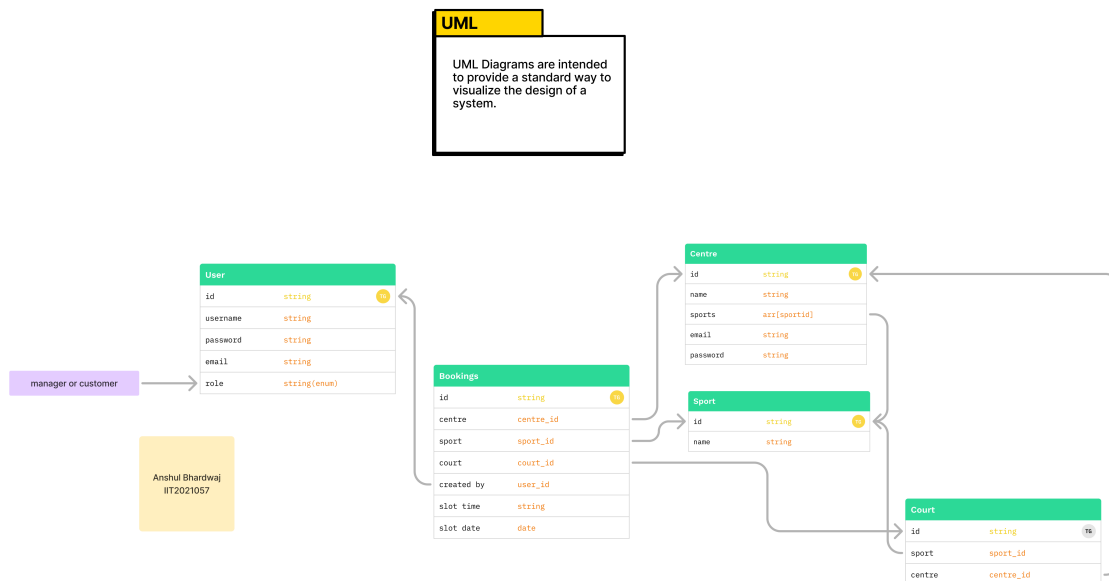 UML
UML Diagrams are intended
to provide a standard way to
visualize the design of a
system.
User
id string
username string
password string
email string
role string(enum)
manager or customer
Anshul Bhardwaj
IIT2021057
Bookings
id string
centre centre_id
sport sport_id
court court_id
created by user_id
slot time string
slot date date
Centre
id string
name string
sports arr[sportid]
email string
password string
Sport
id string
name string
Court
id string TG
sport sport_id
centre centre_id